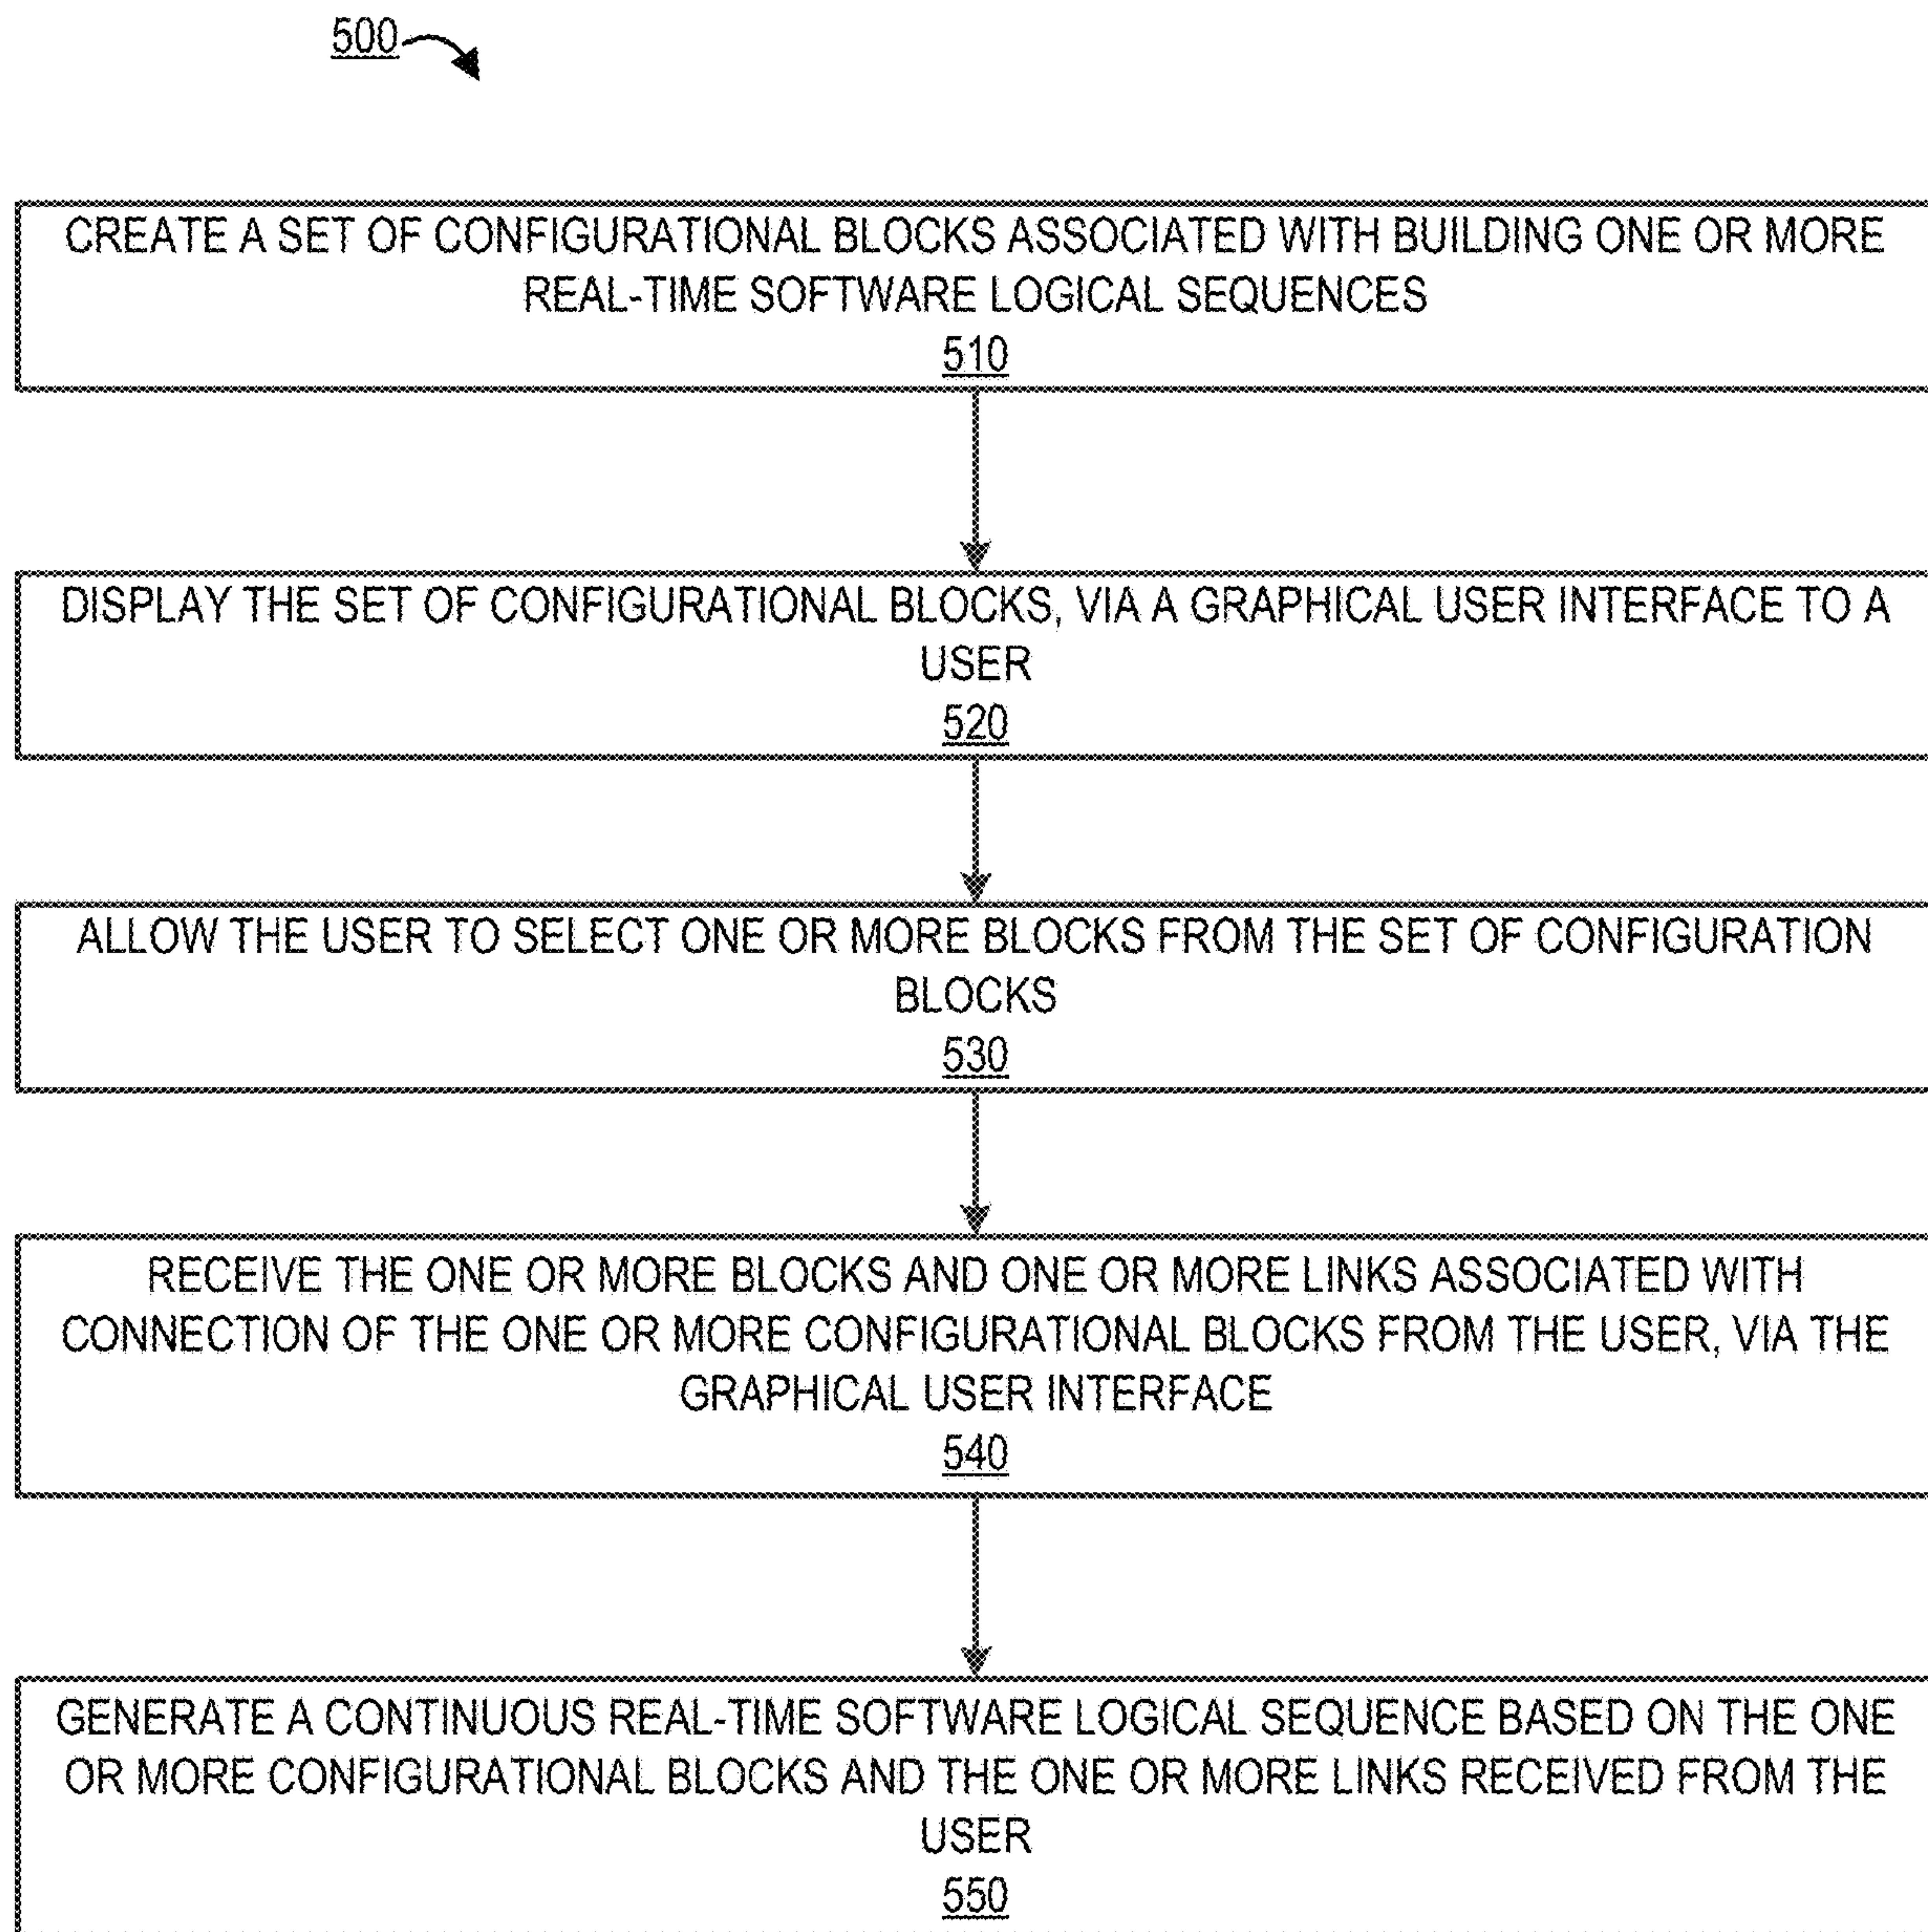 500
CREATE A SET OF CONFIGURATIONAL BLOCKS ASSOCIATED WITH BUILDING ONE OR MORE
REAL-TIME SOFTWARE LOGICAL SEQUENCES
510
DISPLAY THE SET OF CONFIGURATIONAL BLOCKS, VIA A GRAPHICAL USER INTERFACE TO A
USER
520
ALLOW THE USER TO SELECT ONE OR MORE BLOCKS FROM THE SET OF CONFIGURATION
BLOCKS
530
RECEIVE THE ONE OR MORE BLOCKS AND ONE OR MORE LINKS ASSOCIATED WITH
CONNECTION OF THE ONE OR MORE CONFIGURATIONAL BLOCKS FROM THE USER, VIA THE
GRAPHICAL USER INTERFACE
540
GENERATE A CONTINUOUS REAL-TIME SOFTWARE LOGICAL SEQUENCE BASED ON THE ONE
OR MORE CONFIGURATIONAL BLOCKS AND THE ONE OR MORE LINKS RECEIVED FROM THE
USER
550